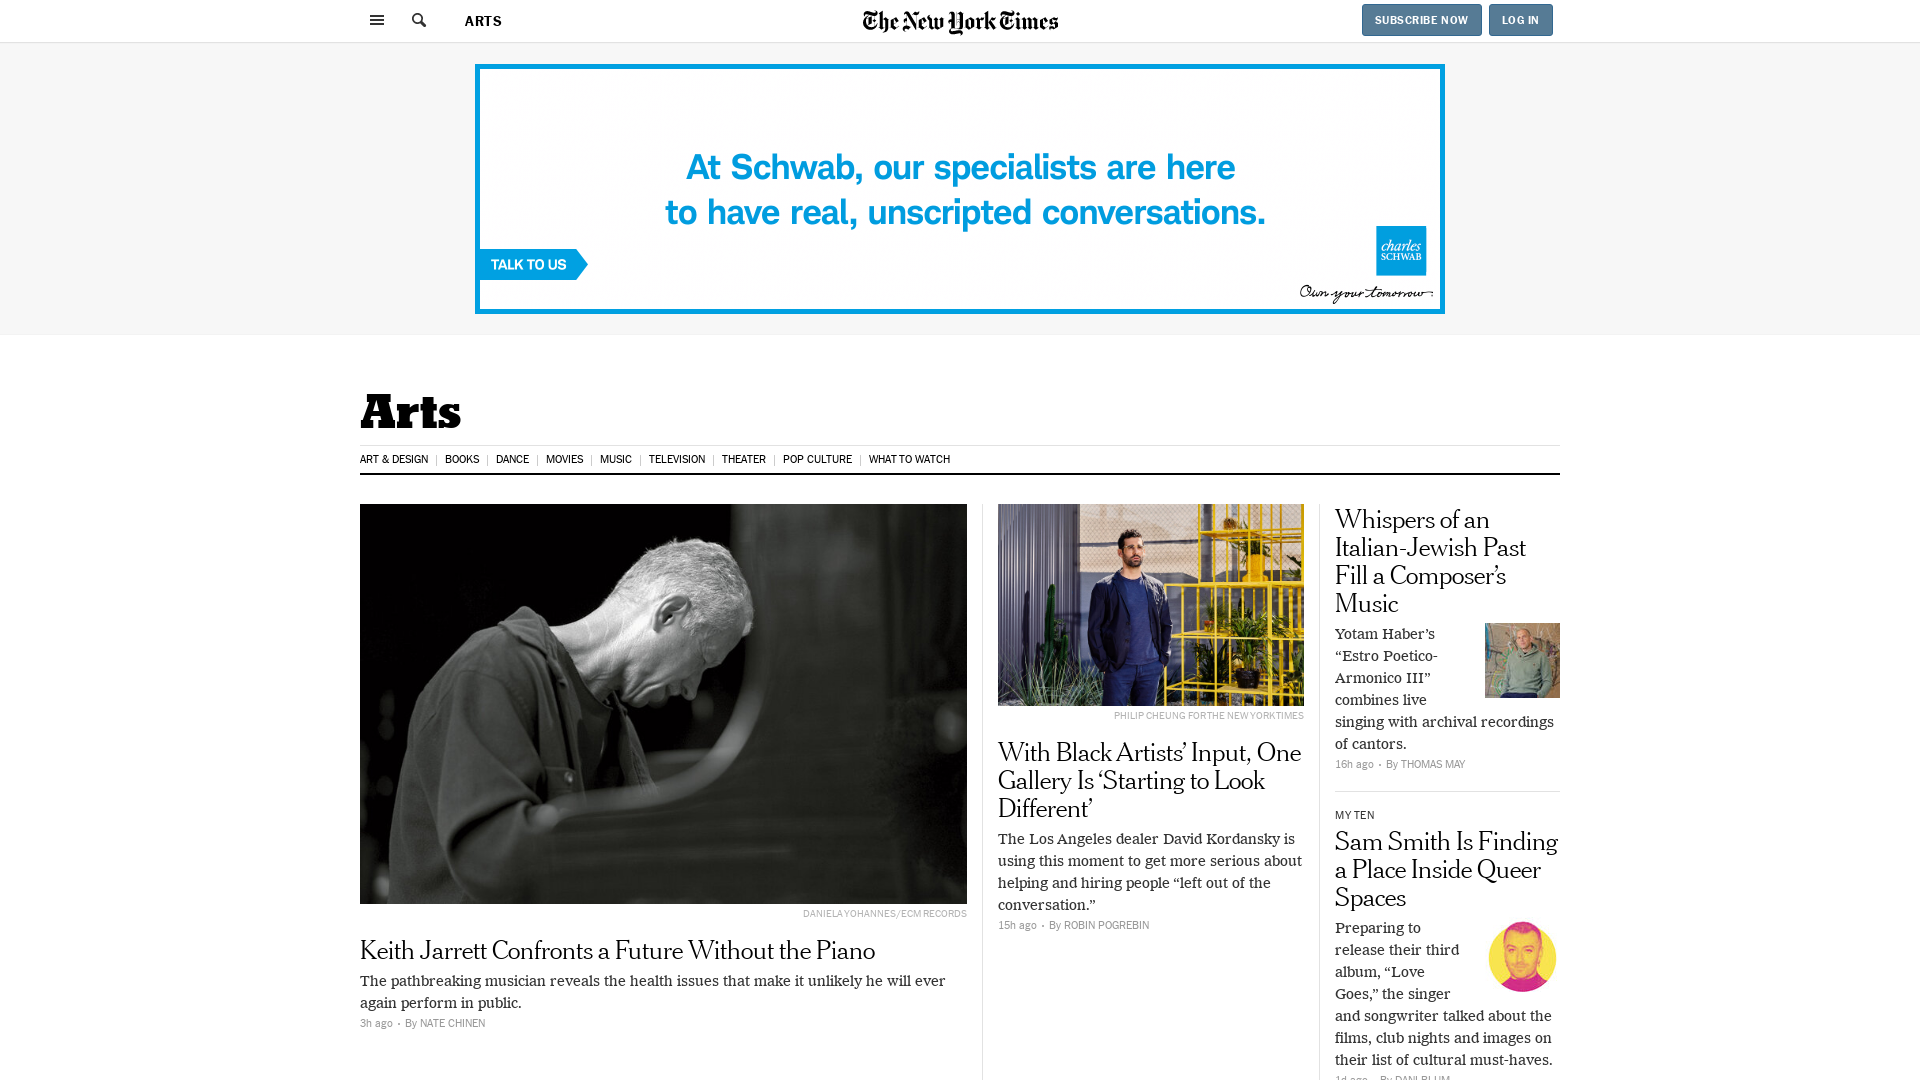 ARTS
The New York Times
SUBSCRIBE NOW
LOG IN
At Schwab, our specialists are here
to have real, unscripted conversations.
TALK TO US
charles
SCHWAB
Own your tomorrow
Arts
ART & DESIGN
BOOKS
DANCE
MOVIES
MUSIC
TELEVISION
THEATER
POP CULTURE
WHAT TO WATCH
DANIELA YOHANNES/ECM RECORDS
Keith Jarrett Confronts a Future Without the Piano
The pathbreaking musician reveals the health issues that make it unlikely he will ever
again perform in public.
3h ago • By NATE CHINEN
PHILIP CHEUNG FOR THE NEW YORK TIMES
With Black Artists’ Input, One
Gallery Is ‘Starting to Look
Different’
The Los Angeles dealer David Kordansky is
using this moment to get more serious about
helping and hiring people “left out of the
conversation.”
15h ago • By ROBIN POGREBIN
Whispers of an
Italian-Jewish Past
Fill a Composer’s
Music
Yotam Haber’s
“Estro Poetico-
Armonico III”
combines live
singing with archival recordings
of cantors.
16h ago • By THOMAS MAY
MY TEN
Sam Smith Is Finding
a Place Inside Queer
Spaces
Preparing to
release their third
album, “Love
Goes,” the singer
and songwriter talked about the
films, club nights and images on
their list of cultural must-haves.
1d ago • By DANI BLUM